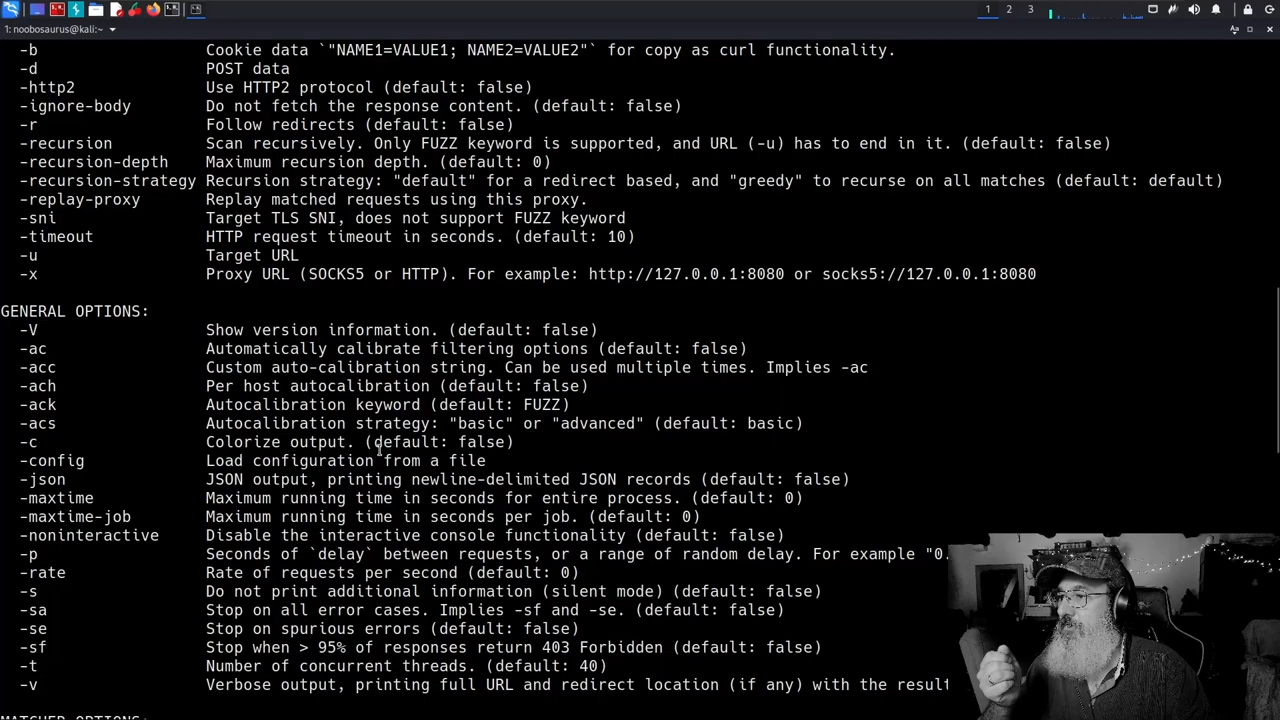 1 2 3
1: noobosaurus@kali:~
-b Cookie data `"NAME1=VALUE1; NAME2=VALUE2"` for copy as curl functionality.
-d POST data
-http2 Use HTTP2 protocol (default: false)
-ignore-body Do not fetch the response content. (default: false)
-r Follow redirects (default: false)
-recursion Scan recursively. Only FUZZ keyword is supported, and URL (-u) has to end in it. (default: false)
-recursion-depth Maximum recursion depth. (default: 0)
-recursion-strategy Recursion strategy: "default" for a redirect based, and "greedy" to recurse on all matches (default: default)
-replay-proxy Replay matched requests using this proxy.
-sni Target TLS SNI, does not support FUZZ keyword
-timeout HTTP request timeout in seconds. (default: 10)
-u Target URL
-x Proxy URL (SOCKS5 or HTTP). For example: http://127.0.0.1:8080 or socks5://127.0.0.1:8080
GENERAL OPTIONS:
-V Show version information. (default: false)
-ac Automatically calibrate filtering options (default: false)
-acc Custom auto-calibration string. Can be used multiple times. Implies -ac
-ach Per host autocalibration (default: false)
-ack Autocalibration keyword (default: FUZZ)
-acs Autocalibration strategy: "basic" or "advanced" (default: basic)
-c Colorize output. (default: false)
-config Load configuration from a file
-json JSON output, printing newline-delimited JSON records (default: false)
-maxtime Maximum running time in seconds for entire process. (default: 0)
-maxtime-job Maximum running time in seconds per job. (default: 0)
-noninteractive Disable the interactive console functionality (default: false)
-p Seconds of `delay` between requests, or a range of random delay. For example "0.
-rate Rate of requests per second (default: 0)
-s Do not print additional information (silent mode) (default: false)
-sa Stop on all error cases. Implies -sf and -se. (default: false)
-se Stop on spurious errors (default: false)
-sf Stop when > 95% of responses return 403 Forbidden (default: false)
-t Number of concurrent threads. (default: 40)
-v Verbose output, printing full URL and redirect location (if any) with the result
MATCHER OPTIONS: